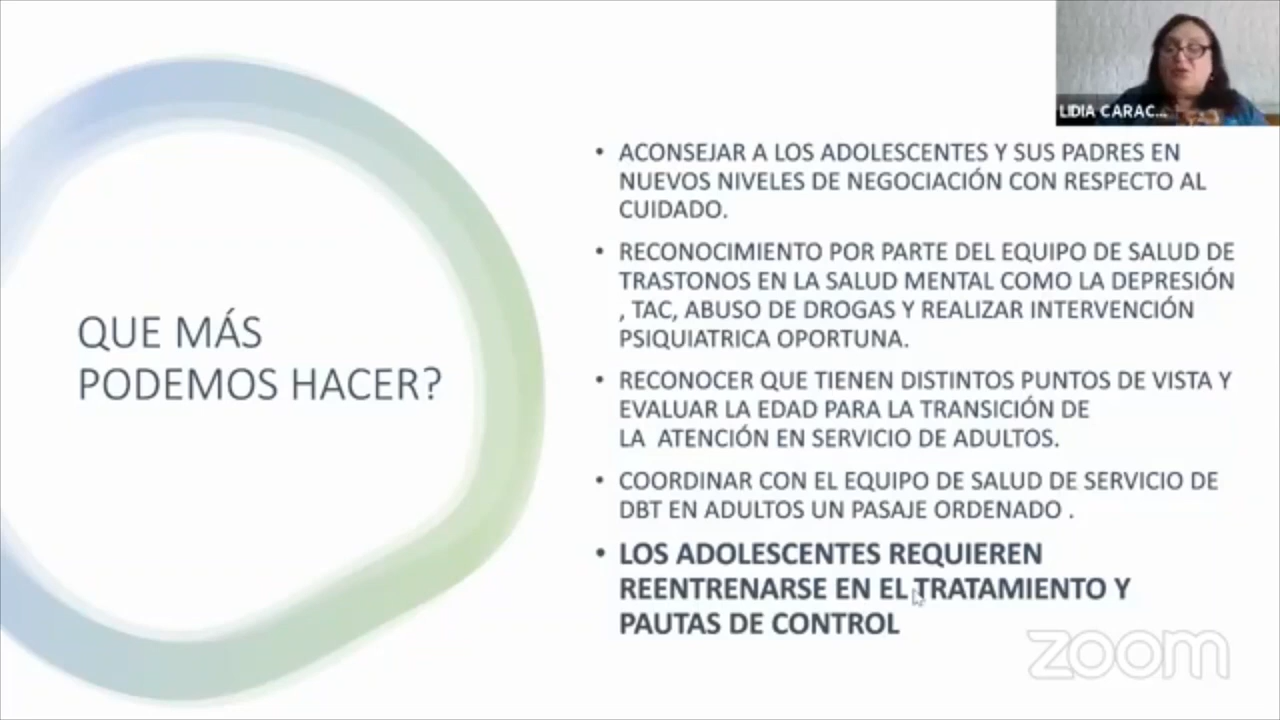 LIDIA CARAC...
QUE MÁS
PODEMOS HACER?
• ACONSEJAR A LOS ADOLESCENTES Y SUS PADRES EN
NUEVOS NIVELES DE NEGOCIACIÓN CON RESPECTO AL
CUIDADO.
• RECONOCIMIENTO POR PARTE DEL EQUIPO DE SALUD DE
TRASTONOS EN LA SALUD MENTAL COMO LA DEPRESIÓN
, TAC, ABUSO DE DROGAS Y REALIZAR INTERVENCIÓN
PSIQUIATRICA OPORTUNA.
• RECONOCER QUE TIENEN DISTINTOS PUNTOS DE VISTA Y
EVALUAR LA EDAD PARA LA TRANSICIÓN DE
LA  ATENCIÓN EN SERVICIO DE ADULTOS.
• COORDINAR CON EL EQUIPO DE SALUD DE SERVICIO DE
DBT EN ADULTOS UN PASAJE ORDENADO .
• LOS ADOLESCENTES REQUIEREN
REENTRENARSE EN EL TRATAMIENTO Y
PAUTAS DE CONTROL
zoom